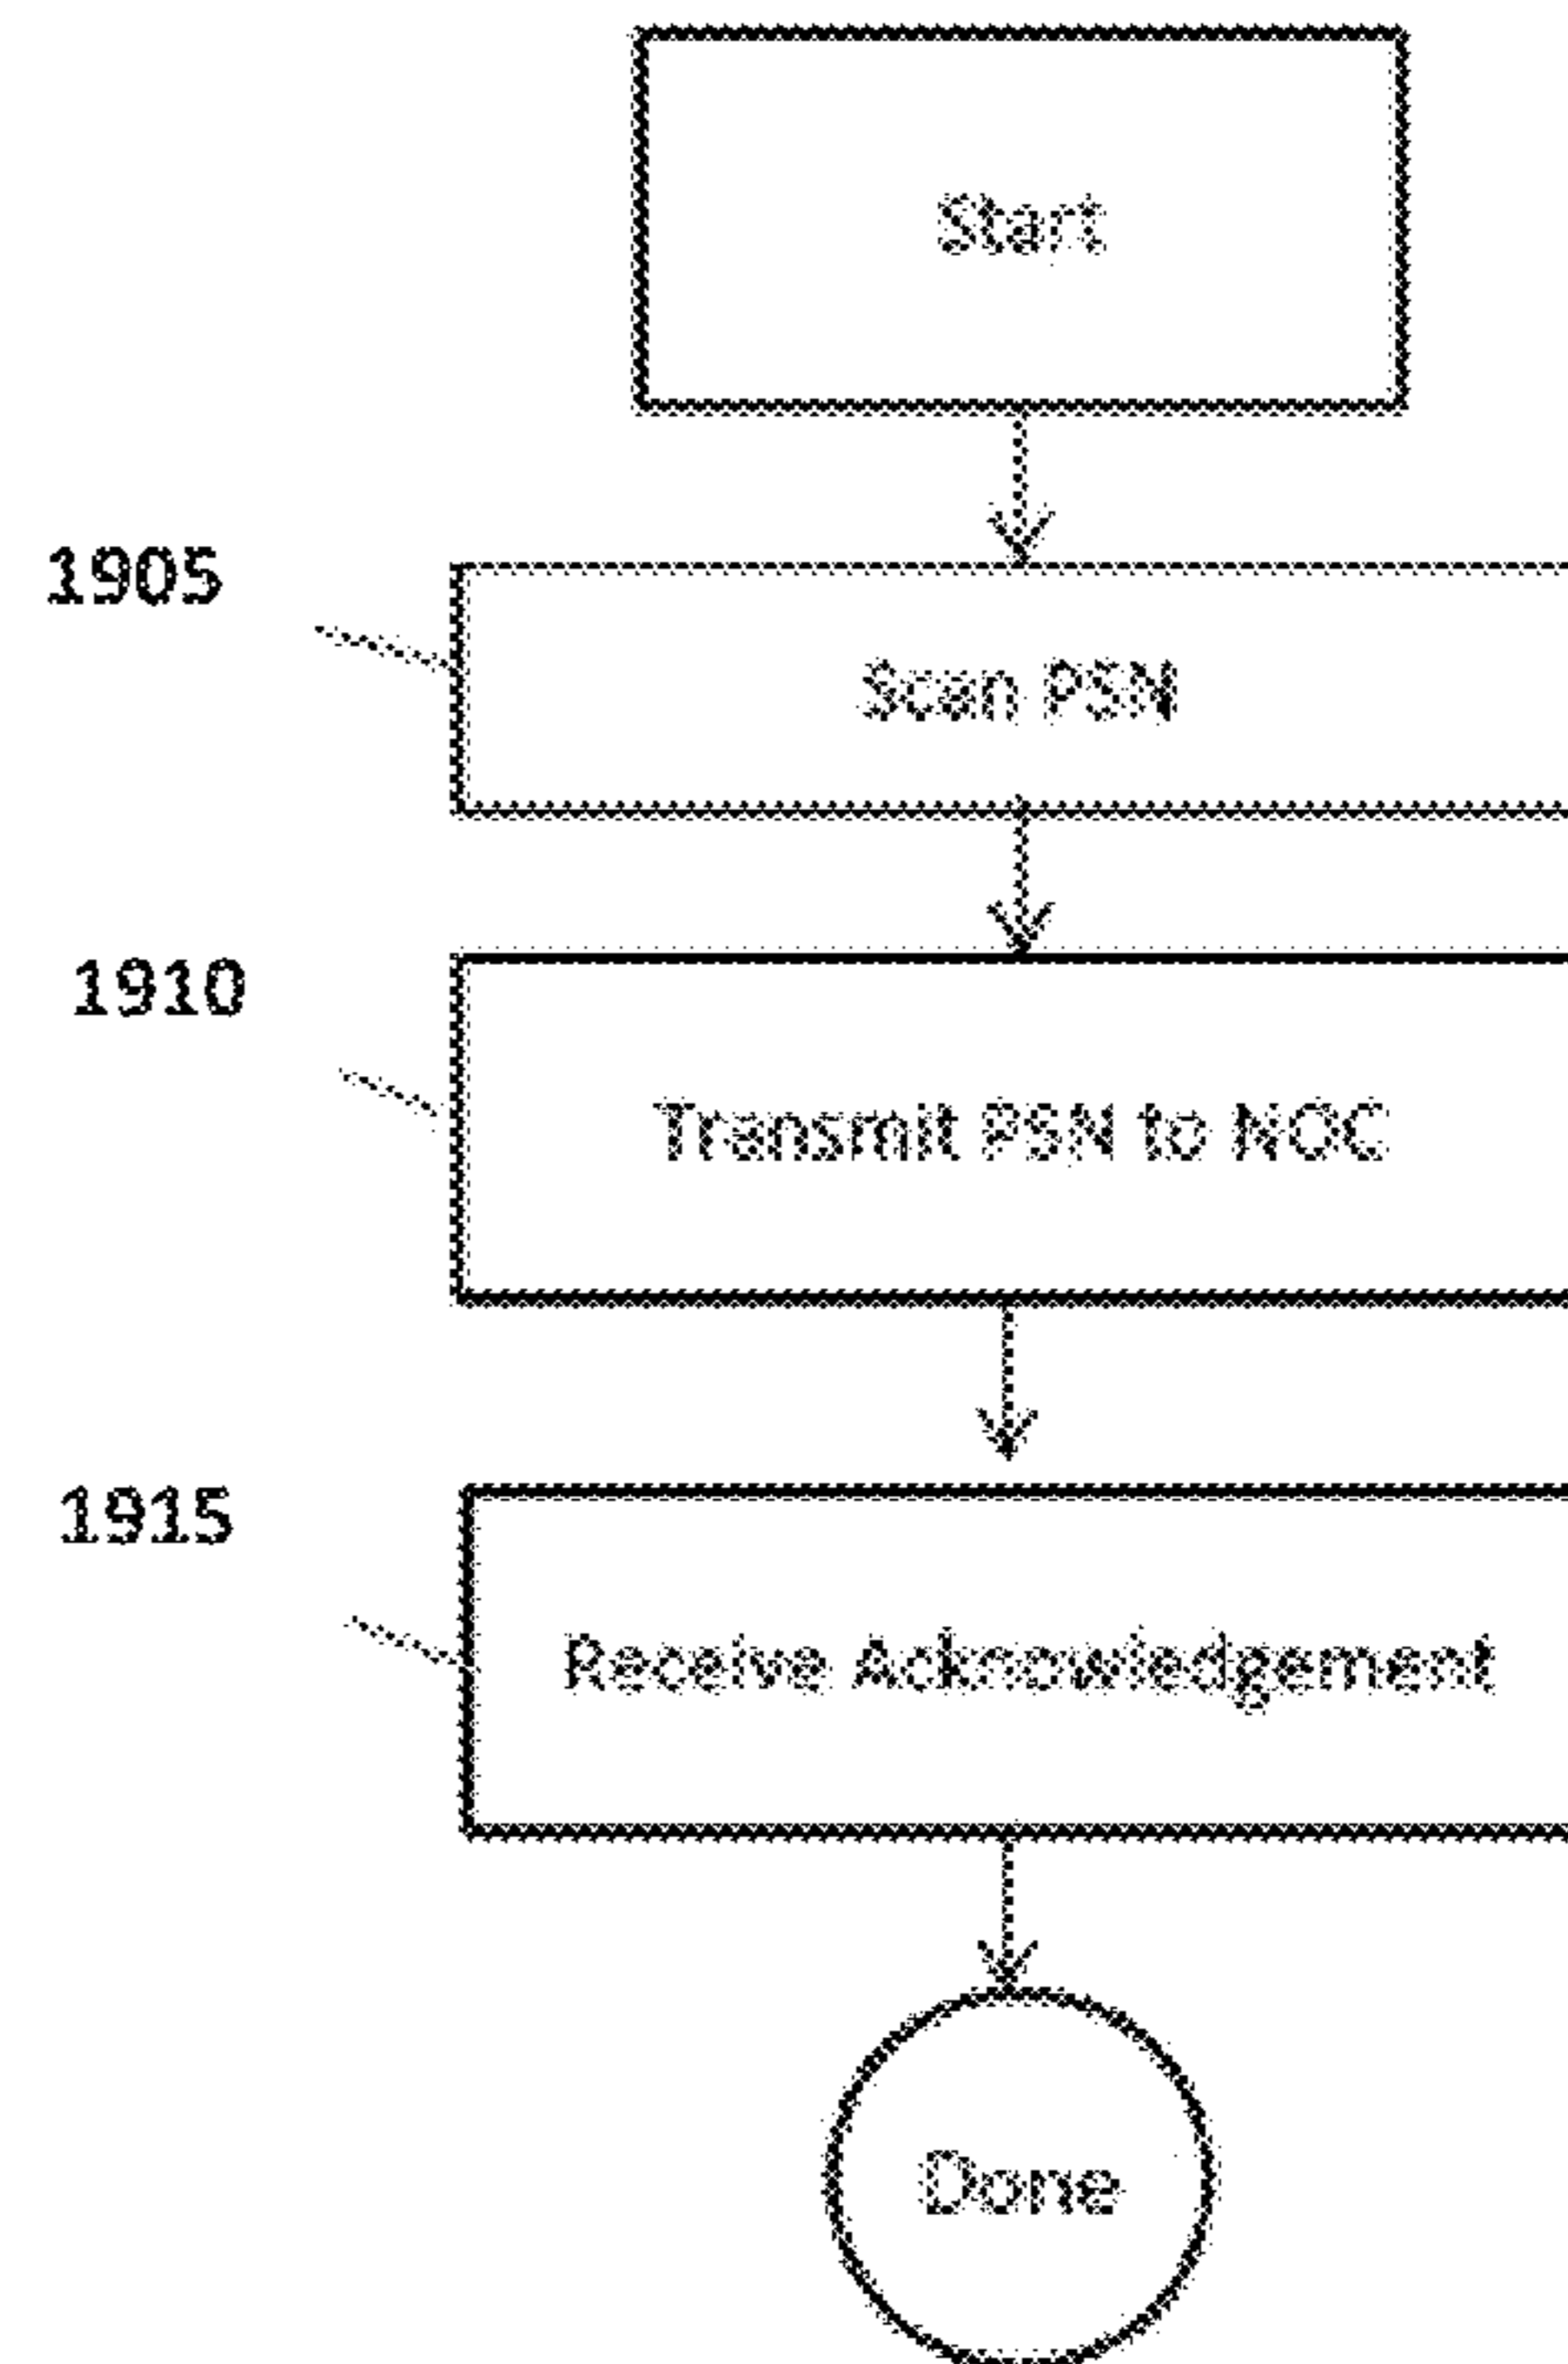 Start
1905
Scan PSN
1910
Transmit PSN to NOC
1915
Receive Acknowledgement
Done